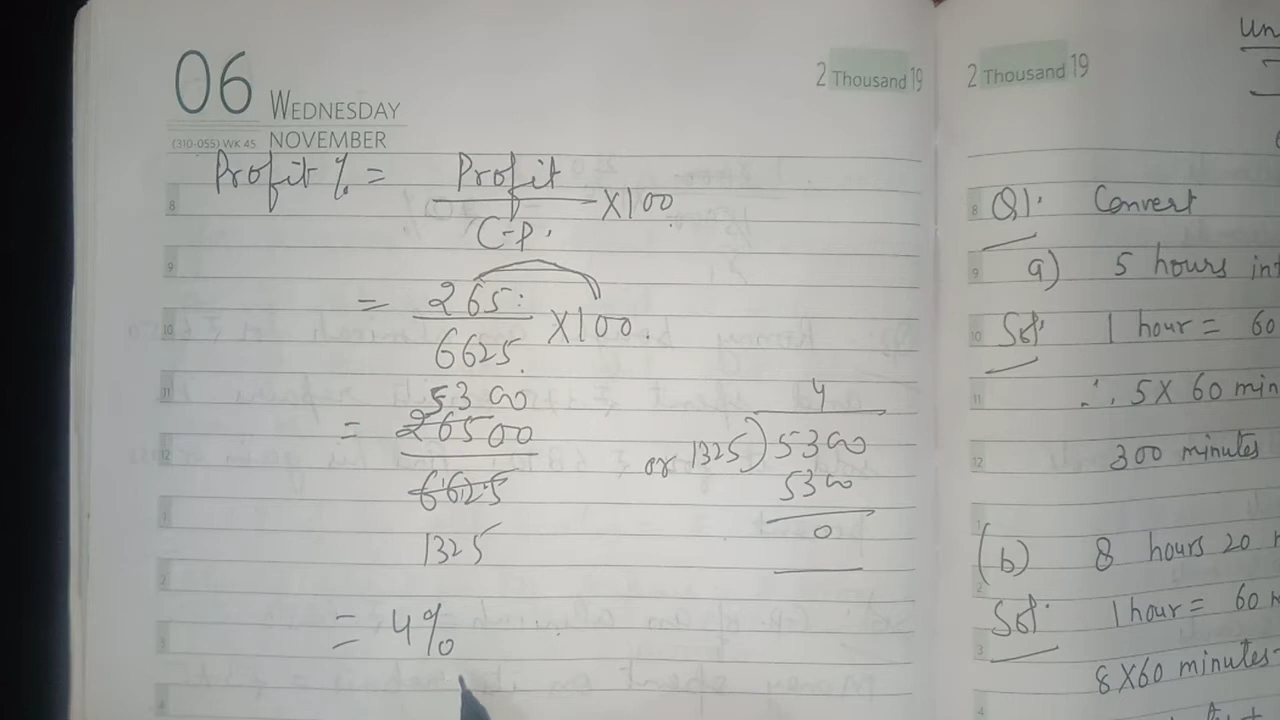 06 WEDNESDAY
(310-055) WK 45 NOVEMBER
2 THOUSAND 19
Profit % = Profit / C.P. X100
= 265 / 6625 X100
5300
= 26500 / 6625
1325
or 1325 ) 5300
4
5300
0
= 4%
2 THOUSAND 19
Q1. Convert
a) 5 hours
Sol. 1 hour = 60
∴ 5 X 60 min
300 minutes
(b) 8 hours 20
Sol. 1 hour = 60
8X60 minutes